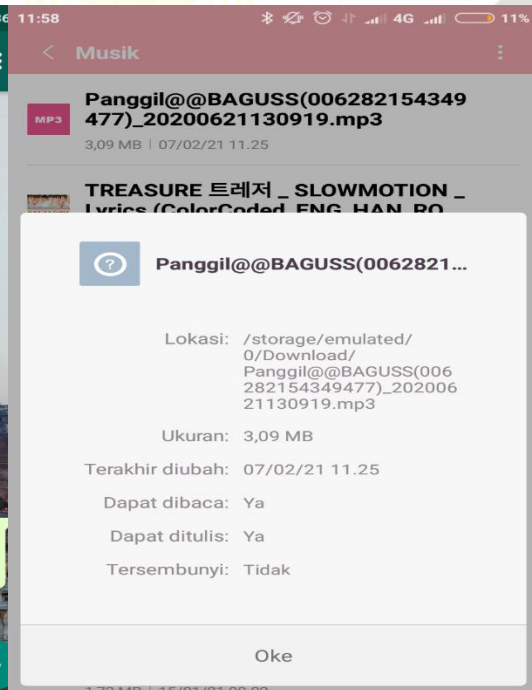 11:58
4G
11%
Musik
MP3
Panggil@@BAGUSS(006282154349
477)_20200621130919.mp3
3,09 MB | 07/02/21 11.25
TREASURE 트레저 _ SLOWMOTION _
Lyrics (ColorCoded_ENG_HAN_RO
Panggil@@BAGUSS(0062821...
Lokasi: /storage/emulated/
0/Download/
Panggil@@BAGUSS(006
282154349477)_202006
21130919.mp3
Ukuran: 3,09 MB
Terakhir diubah: 07/02/21 11.25
Dapat dibaca: Ya
Dapat ditulis: Ya
Tersembunyi: Tidak
Oke